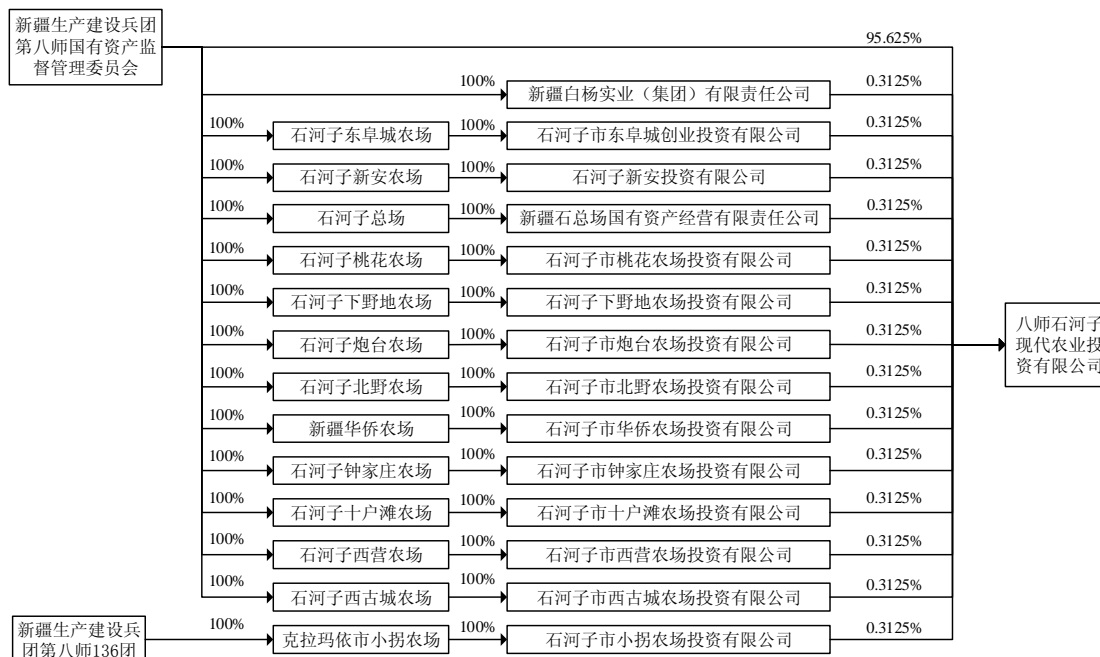 新疆生产建设兵团
第八师国有资产监
督管理委员会
95.625%
100%
新疆白杨实业（集团）有限责任公司
0.3125%
100%
石河子东阜城农场
100%
石河子市东阜城创业投资有限公司
0.3125%
100%
石河子新安农场
100%
石河子新安投资有限公司
0.3125%
100%
石河子总场
100%
新疆石总场国有资产经营有限责任公司
0.3125%
100%
石河子桃花农场
100%
石河子市桃花农场投资有限公司
0.3125%
100%
石河子下野地农场
100%
石河子下野地农场投资有限公司
0.3125%
100%
石河子炮台农场
100%
石河子市炮台农场投资有限公司
0.3125%
100%
石河子北野农场
100%
石河子市北野农场投资有限公司
0.3125%
100%
新疆华侨农场
100%
石河子市华侨农场投资有限公司
0.3125%
100%
石河子钟家庄农场
100%
石河子市钟家庄农场投资有限公司
0.3125%
100%
石河子十户滩农场
100%
石河子市十户滩农场投资有限公司
0.3125%
100%
石河子西营农场
100%
石河子市西营农场投资有限公司
0.3125%
100%
石河子西古城农场
100%
石河子市西古城农场投资有限公司
0.3125%
新疆生产建设兵
团第八师136团
100%
克拉玛依市小拐农场
100%
石河子市小拐农场投资有限公司
0.3125%
八师石河子
现代农业投
资有限公司